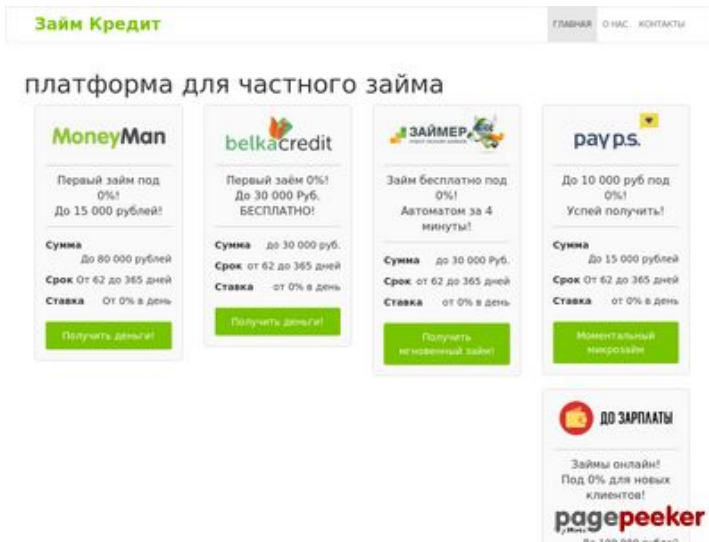 Займ Кредит
ГЛАВНАЯ О НАС КОНТАКТЫ
платформа для частного займа
MoneyMan
Первый займ под
0%!
До 15 000 рублей!
Сумма
До 80 000 рублей
Срок От 62 до 365 дней
Ставка От 0% в день
Получить деньги!
belkacredit
Первый заём 0%!
До 30 000 Руб.
БЕСПЛАТНО!
Сумма до 30 000 руб.
Срок от 62 до 365 дней
Ставка от 0% в день
Получить деньги!
ЗАЙМЕР
Займ бесплатно под
0%!
Автоматом за 4
минуты!
Сумма до 30 000 Руб.
Срок от 62 до 365 дней
Ставка от 0% в день
Получить
мгновенный займ!
pay p.s.
До 10 000 руб под
0%!
Успей получить!
Сумма
До 15 000 рублей
Срок От 62 до 365 дней
Ставка От 0% в день
Моментальный
микрозайм
ДО ЗАРПЛАТЫ
Займы онлайн!
Под 0% для новых
клиентов!
pagepeeker
До 100 000 рублей